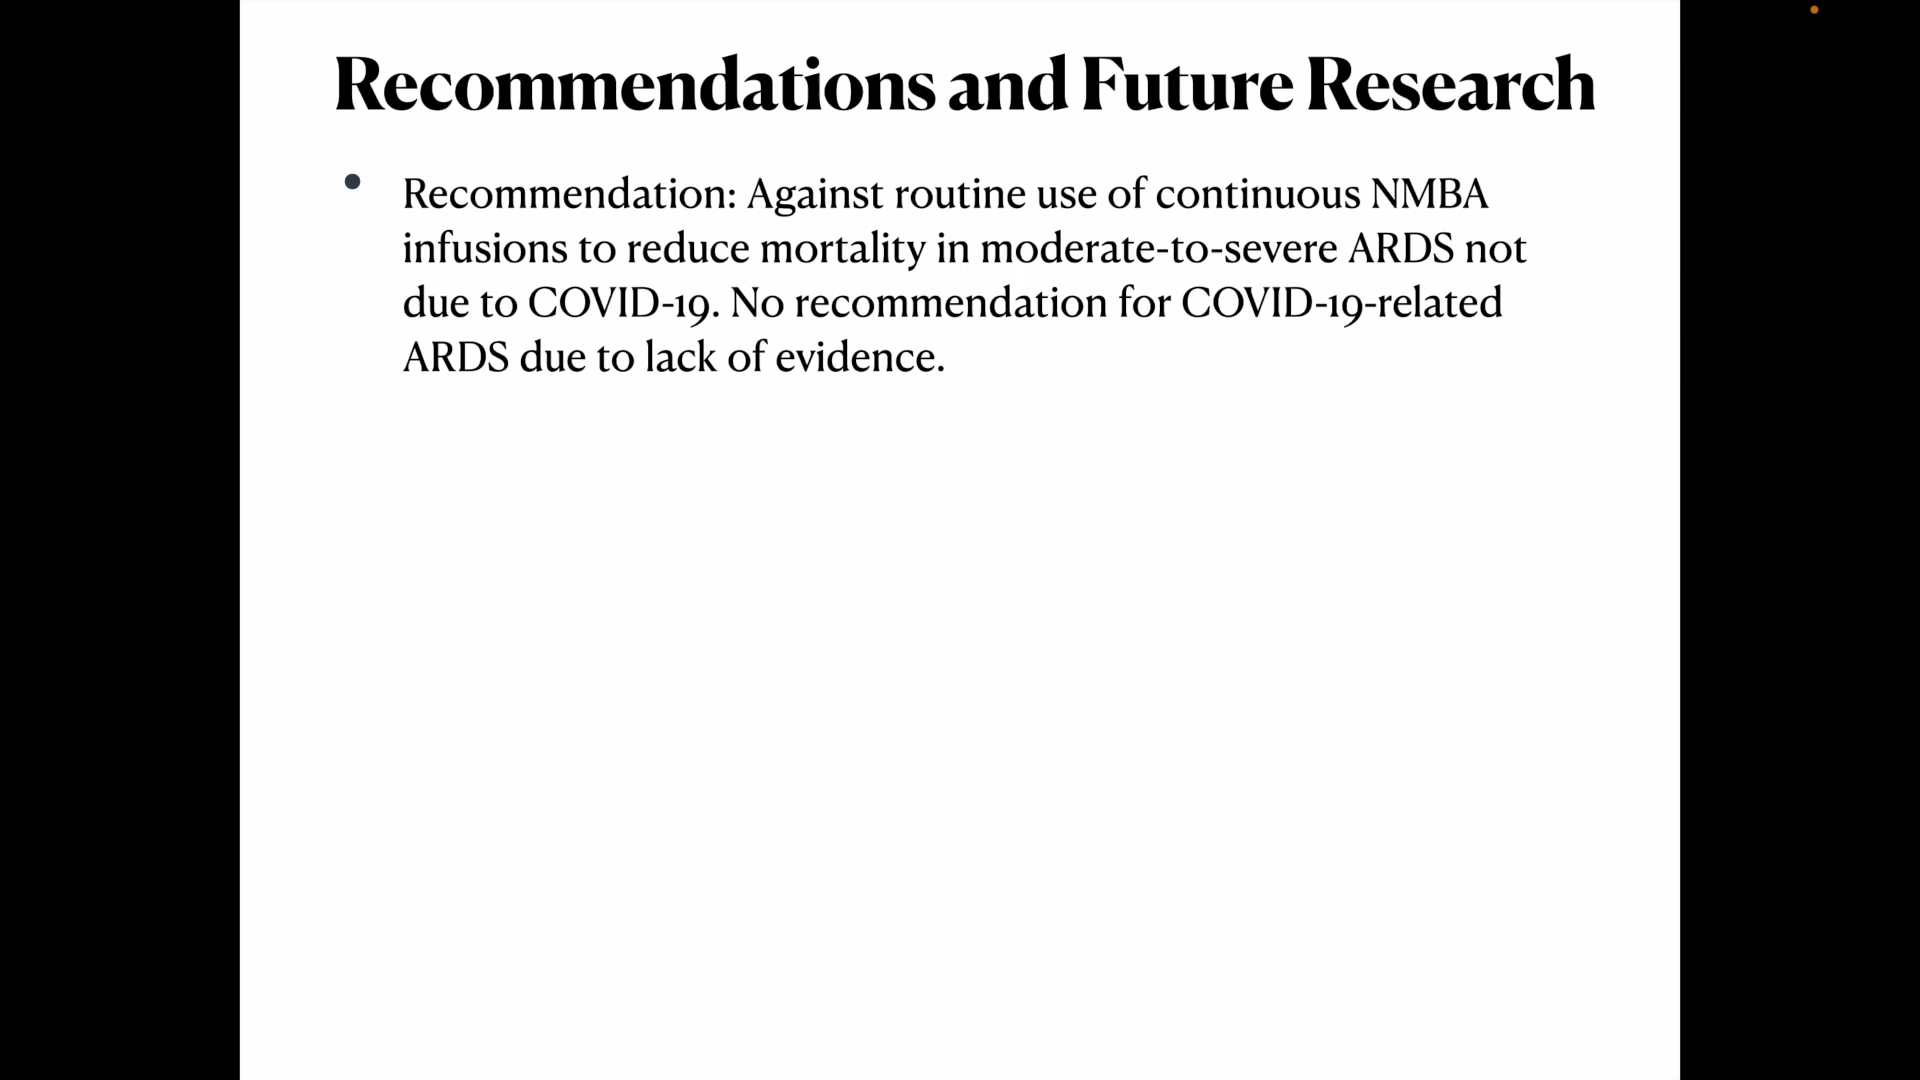 Recommendations and Future Research
• Recommendation: Against routine use of continuous NMBA
infusions to reduce mortality in moderate-to-severe ARDS not
due to COVID-19. No recommendation for COVID-19-related
ARDS due to lack of evidence.